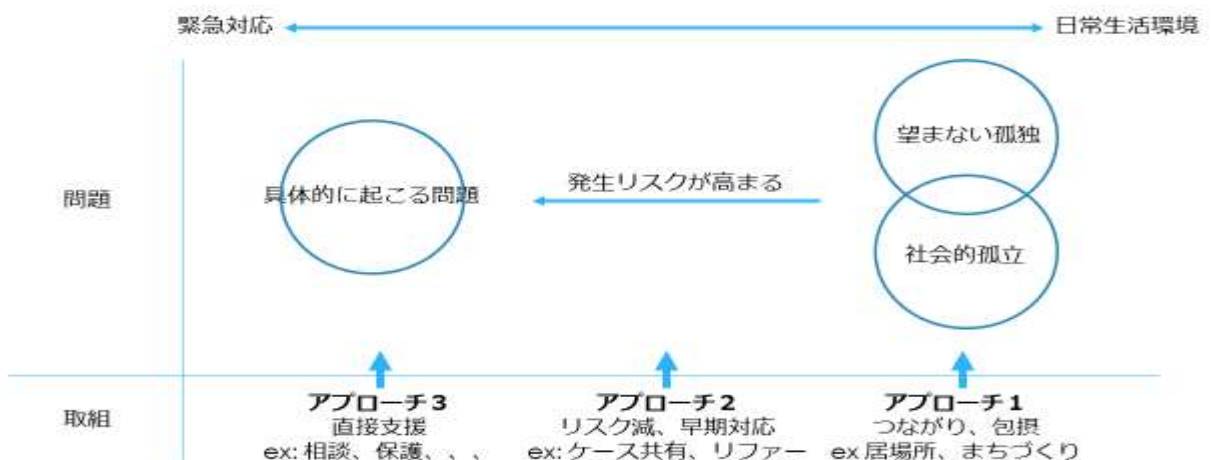 緊急対応
日常生活環境
望まない孤独
具体的に起こる問題
発生リスクが高まる
問題
社会的孤立
アプローチ3
アプローチ2
アプローチ1
取組
直接支援
リスク減、早期対応
つながり、包摂
ex: 相談、保護、、、
ex: ケース共有、リファー
ex 居場所、まちづくり